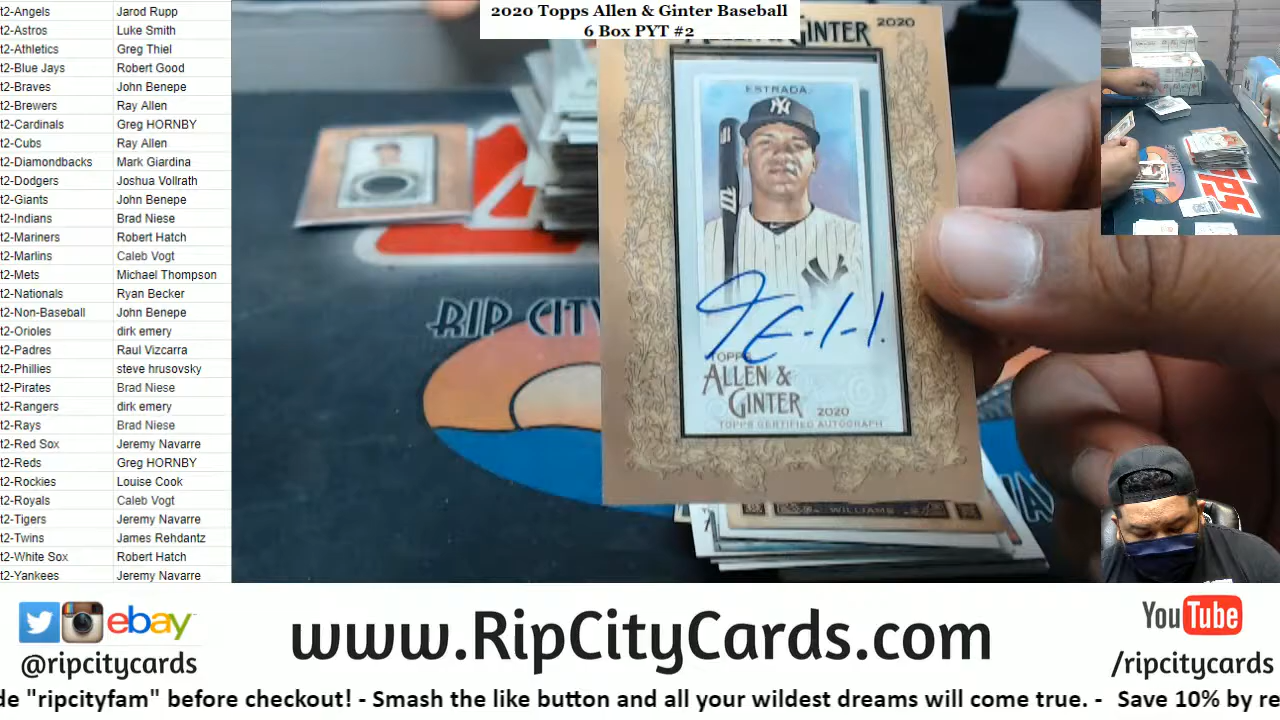 2020 Topps Allen & Ginter Baseball
6 Box PYT #2
t2-Angels Jarod Rupp
t2-Astros Luke Smith
t2-Athletics Greg Thiel
t2-Blue Jays Robert Good
t2-Braves John Benepe
t2-Brewers Ray Allen
t2-Cardinals Greg HORNBY
t2-Cubs Ray Allen
t2-Diamondbacks Mark Giardina
t2-Dodgers Joshua Vollrath
t2-Giants John Benepe
t2-Indians Brad Niese
t2-Mariners Robert Hatch
t2-Marlins Caleb Vogt
t2-Mets Michael Thompson
t2-Nationals Ryan Becker
t2-Non-Baseball John Benepe
t2-Orioles dirk emery
t2-Padres Raul Vizcarra
t2-Phillies steve hrusovsky
t2-Pirates Brad Niese
t2-Rangers dirk emery
t2-Rays Brad Niese
t2-Red Sox Jeremy Navarre
t2-Reds Greg HORNBY
t2-Rockies Louise Cook
t2-Royals Caleb Vogt
t2-Tigers Jeremy Navarre
t2-Twins James Rehdantz
t2-White Sox Robert Hatch
t2-Yankees Jeremy Navarre
ALLEN & GINTER 2020
ESTRADA
TOPPS
ALLEN &
GINTER 2020
TOPPS CERTIFIED AUTOGRAPH
WILLIAMS
RIP CITY
ebay
@ripcitycards
www.RipCityCards.com
YouTube
/ripcitycards
de "ripcityfam" before checkout! - Smash the like button and all your wildest dreams will come true. - Save 10% by re